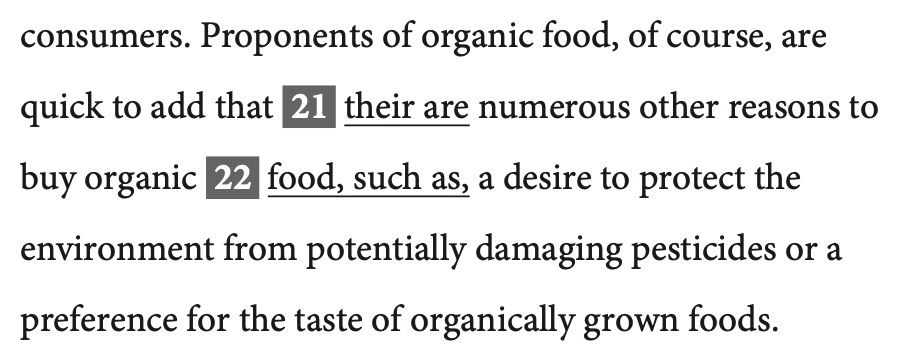 consumers. Proponents of organic food, of course, are
quick to add that 21 their are numerous other reasons to
buy organic 22 food, such as, a desire to protect the
environment from potentially damaging pesticides or a
preference for the taste of organically grown foods.